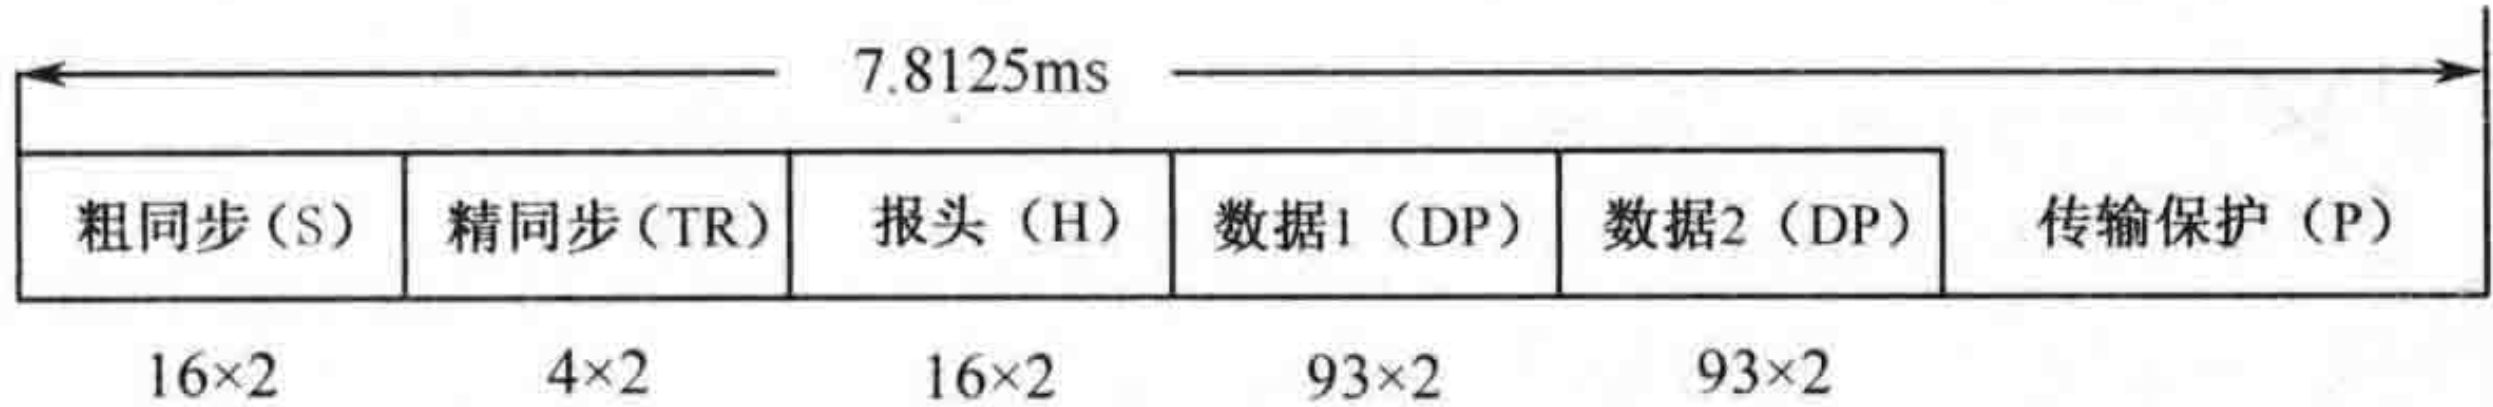 7.8125ms
粗同步(S) 精同步(TR) 报头(H) 数据1(DP) 数据2(DP) 传输保护(P)
16×2 4×2 16×2 93×2 93×2